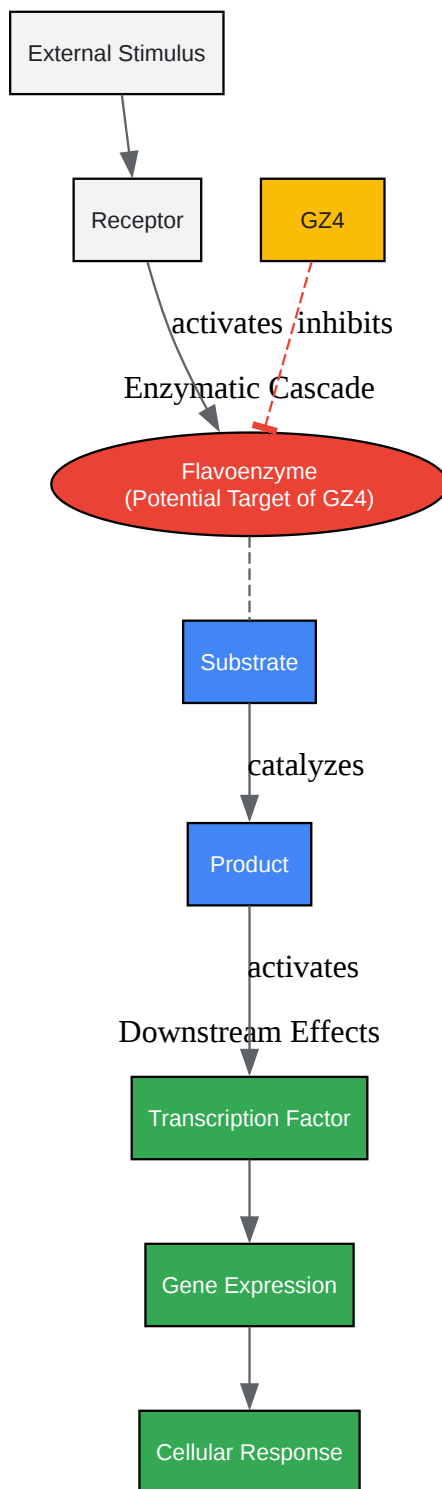 External Stimulus
Receptor
GZ4
activates
inhibits
Enzymatic Cascade
Flavoenzyme
(Potential Target of GZ4)
Substrate
catalyzes
Product
activates
Downstream Effects
Transcription Factor
Gene Expression
Cellular Response